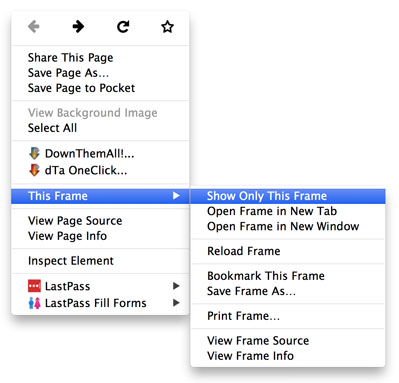 Share This Page
Save Page As...
Save Page to Pocket
View Background Image
Select All
DownThemAll!...
dTa OneClick...
This Frame
View Page Source
View Page Info
Inspect Element
LastPass
LastPass Fill Forms
Show Only This Frame
Open Frame in New Tab
Open Frame in New Window
Reload Frame
Bookmark This Frame
Save Frame As...
Print Frame...
View Frame Source
View Frame Info